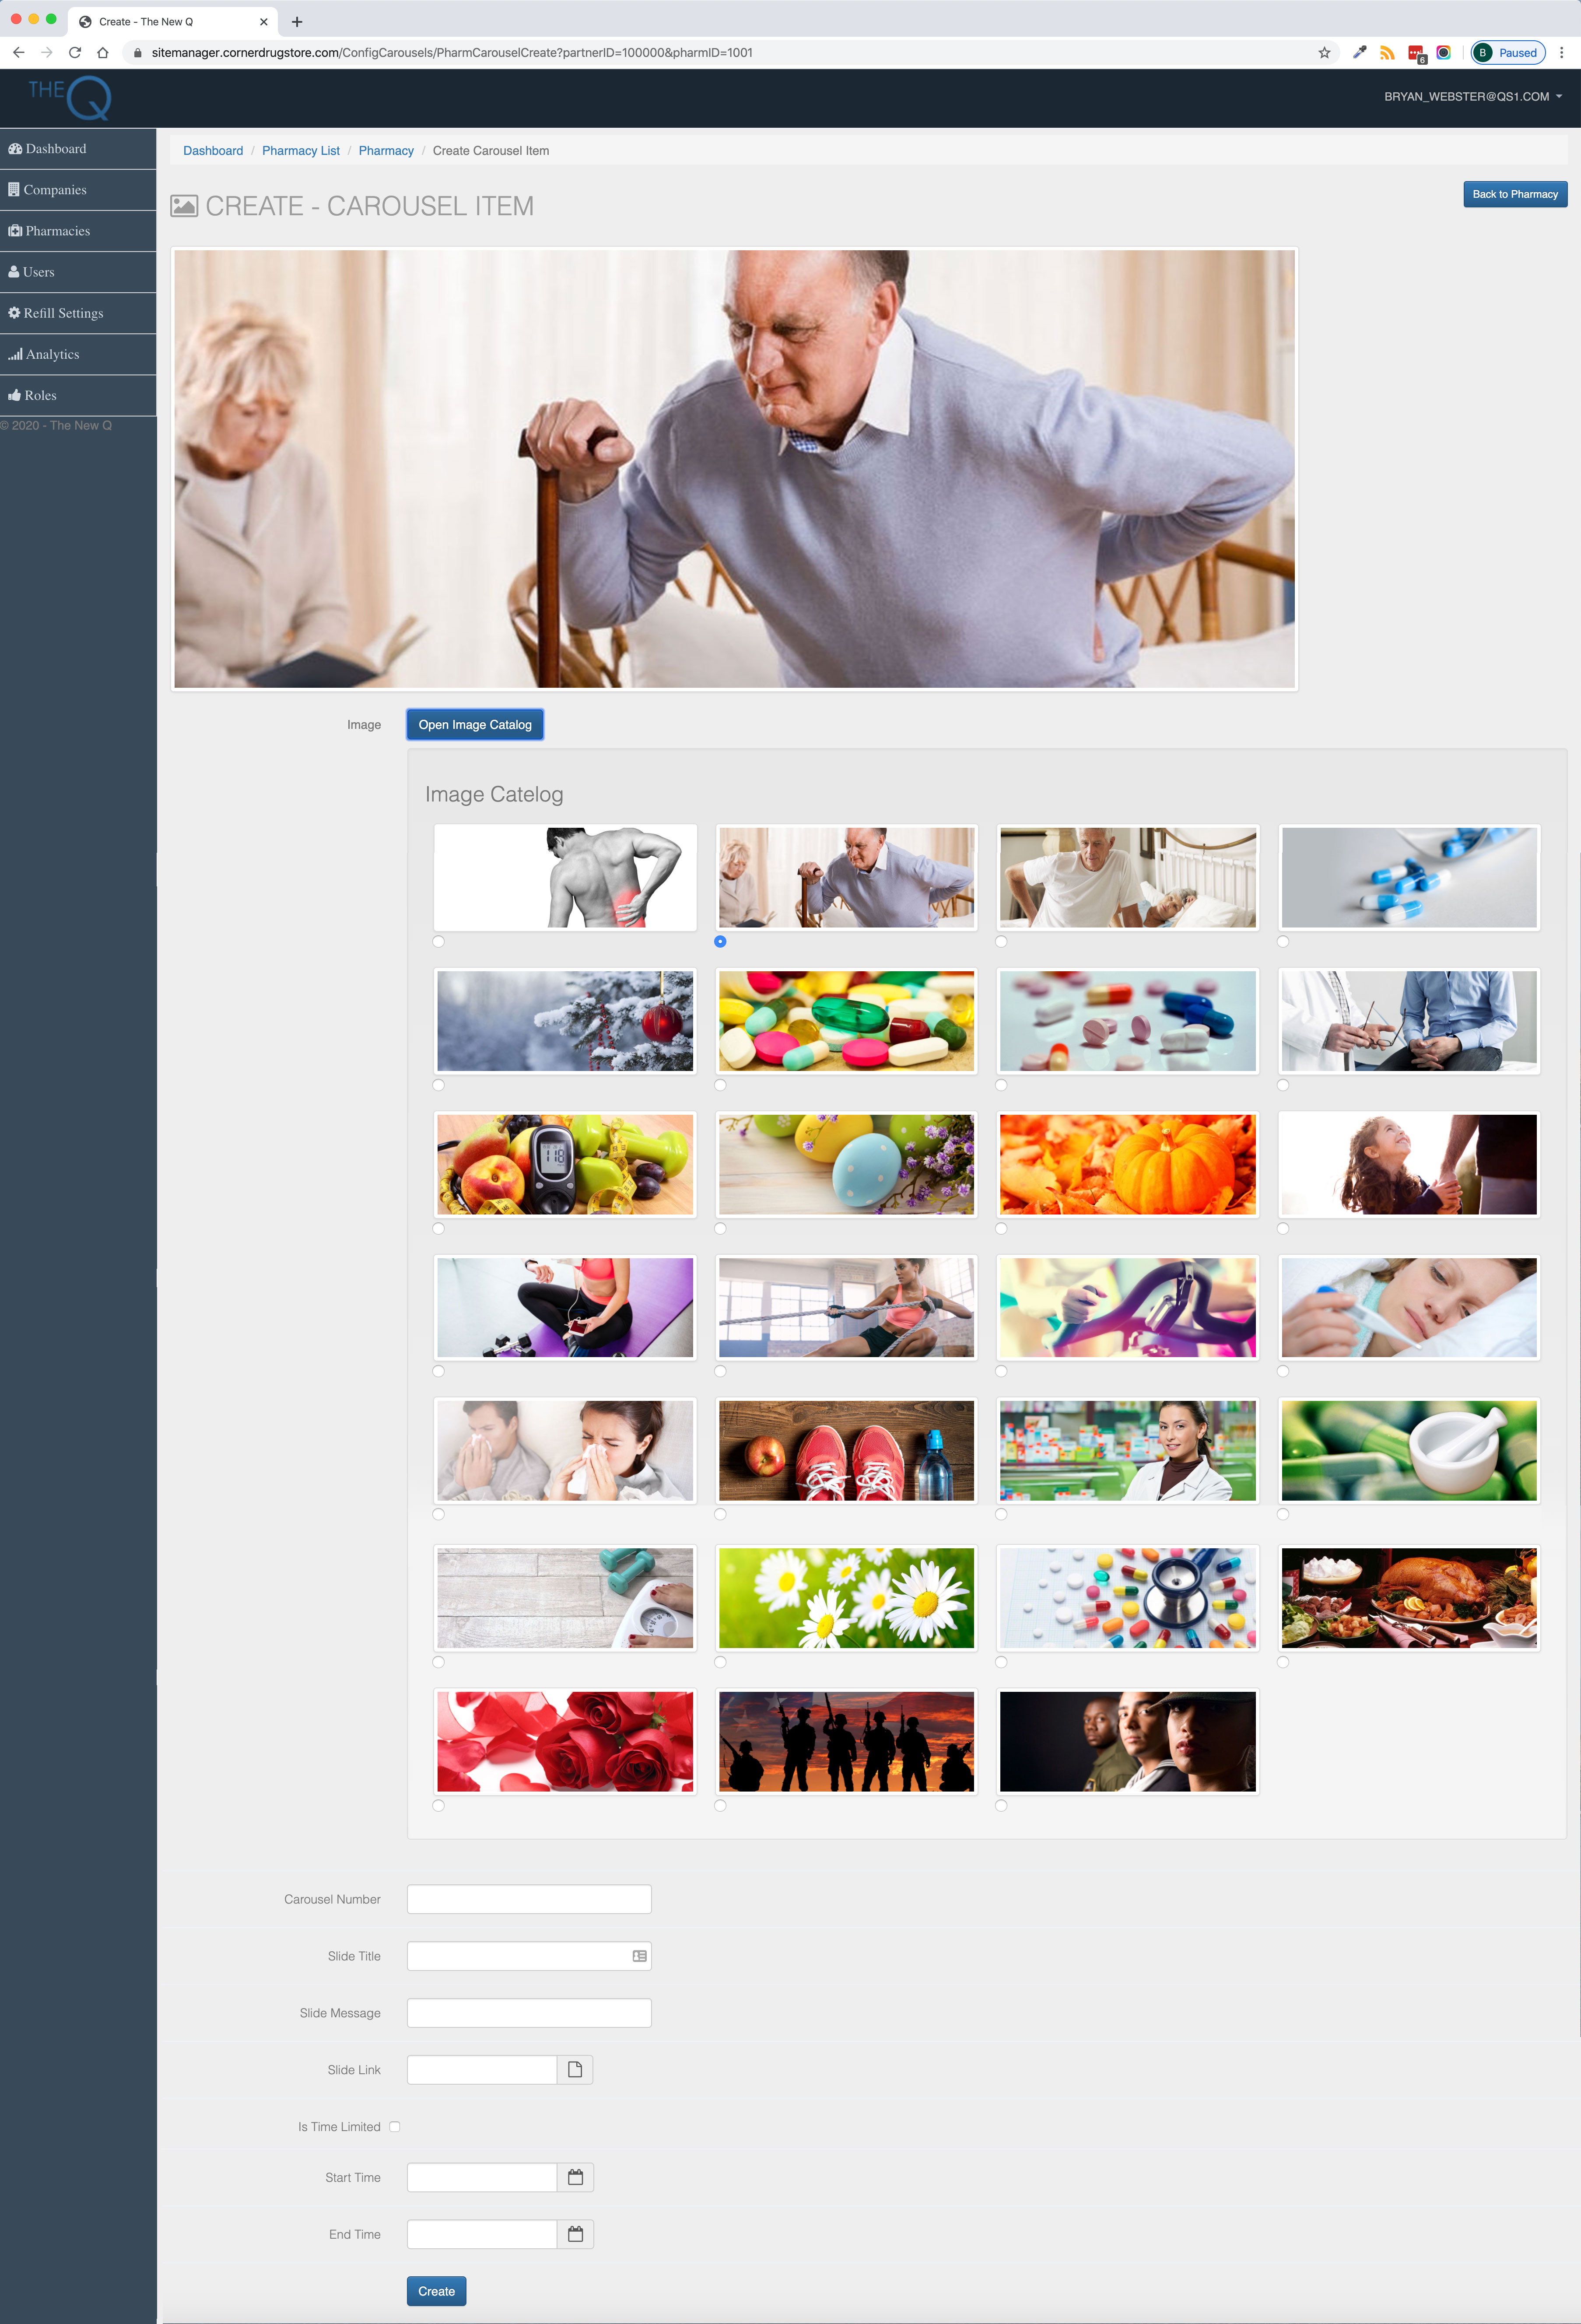 Create - The New Q
sitemanager.cornerdrugstore.com/ConfigCarousels/PharmCarouselCreate?partnerID=100000&pharmID=1001
6
B
Paused
THE Q
BRYAN_WEBSTER@QS1.COM
Dashboard
Companies
Pharmacies
Users
Refill Settings
Analytics
Roles
© 2020 - The New Q
Dashboard / Pharmacy List / Pharmacy / Create Carousel Item
CREATE - CAROUSEL ITEM
Back to Pharmacy
Image
Open Image Catalog
Image Catelog
118
Carousel Number
Slide Title
Slide Message
Slide Link
Is Time Limited
Start Time
End Time
Create